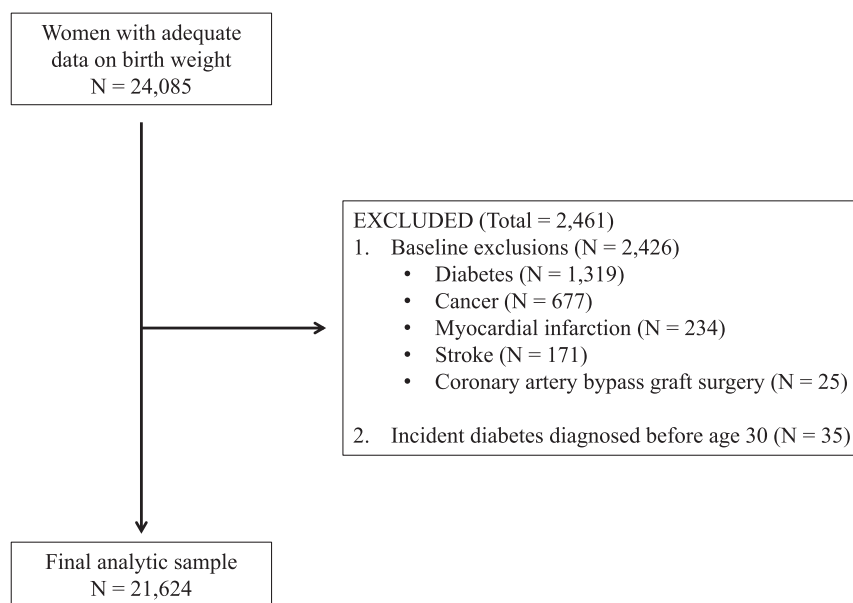 Women with adequate
data on birth weight
N = 24,085
EXCLUDED (Total = 2,461)
1. Baseline exclusions (N = 2,426)
• Diabetes (N = 1,319)
• Cancer (N = 677)
• Myocardial infarction (N = 234)
• Stroke (N = 171)
• Coronary artery bypass graft surgery (N = 25)
2. Incident diabetes diagnosed before age 30 (N = 35)
Final analytic sample
N = 21,624